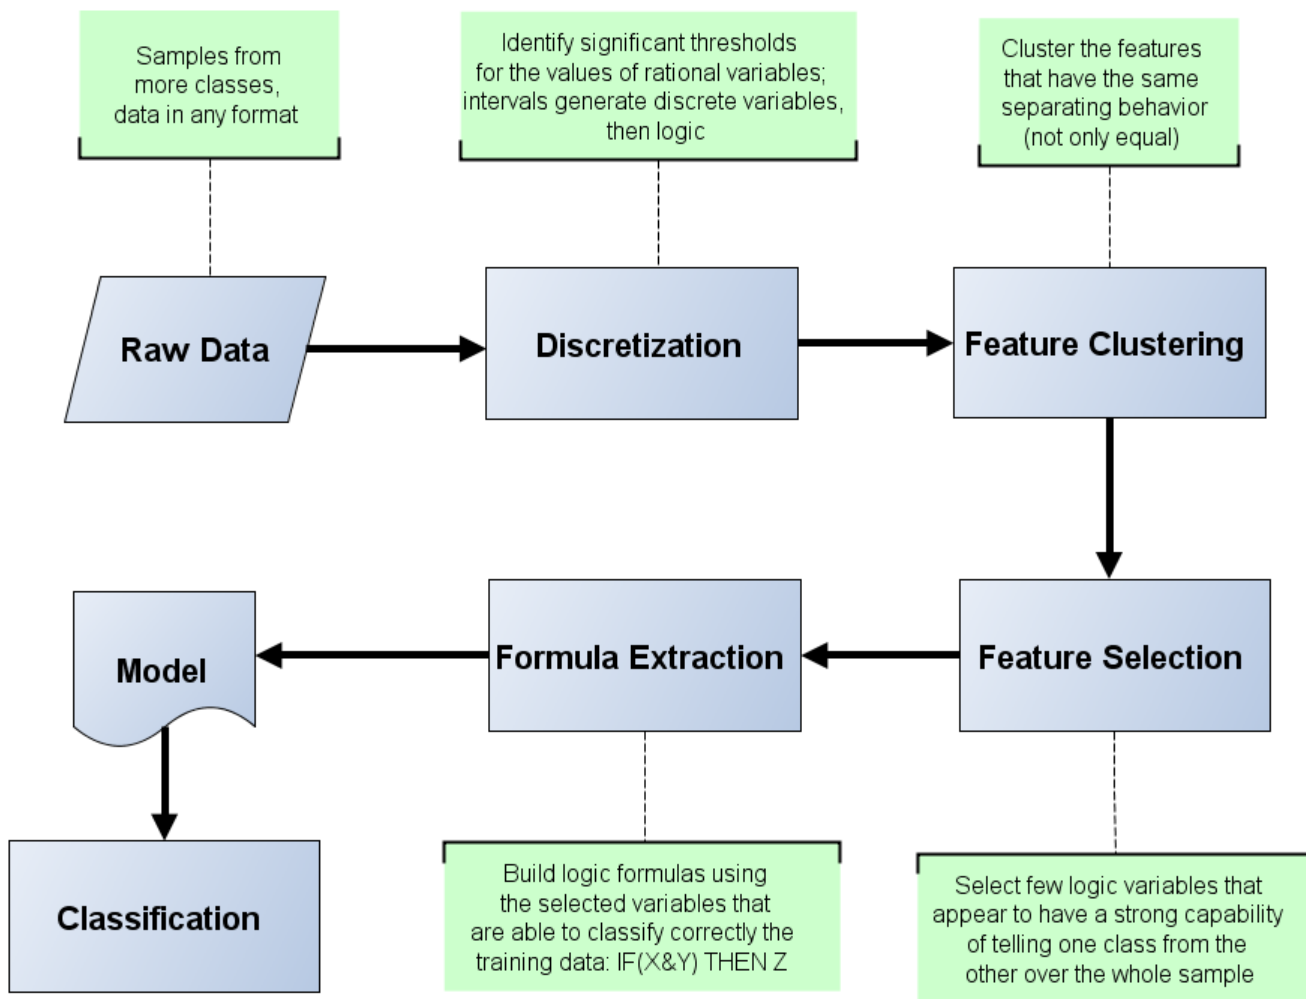 Samples from
more classes,
data in any format
Identify significant thresholds
for the values of rational variables;
intervals generate discrete variables,
then logic
Cluster the features
that have the same
separating behavior
(not only equal)
Raw Data
Discretization
Feature Clustering
Feature Selection
Formula Extraction
Model
Classification
Build logic formulas using
the selected variables that
are able to classify correctly the
training data: IF(X&Y) THEN Z
Select few logic variables that
appear to have a strong capability
of telling one class from the
other over the whole sample